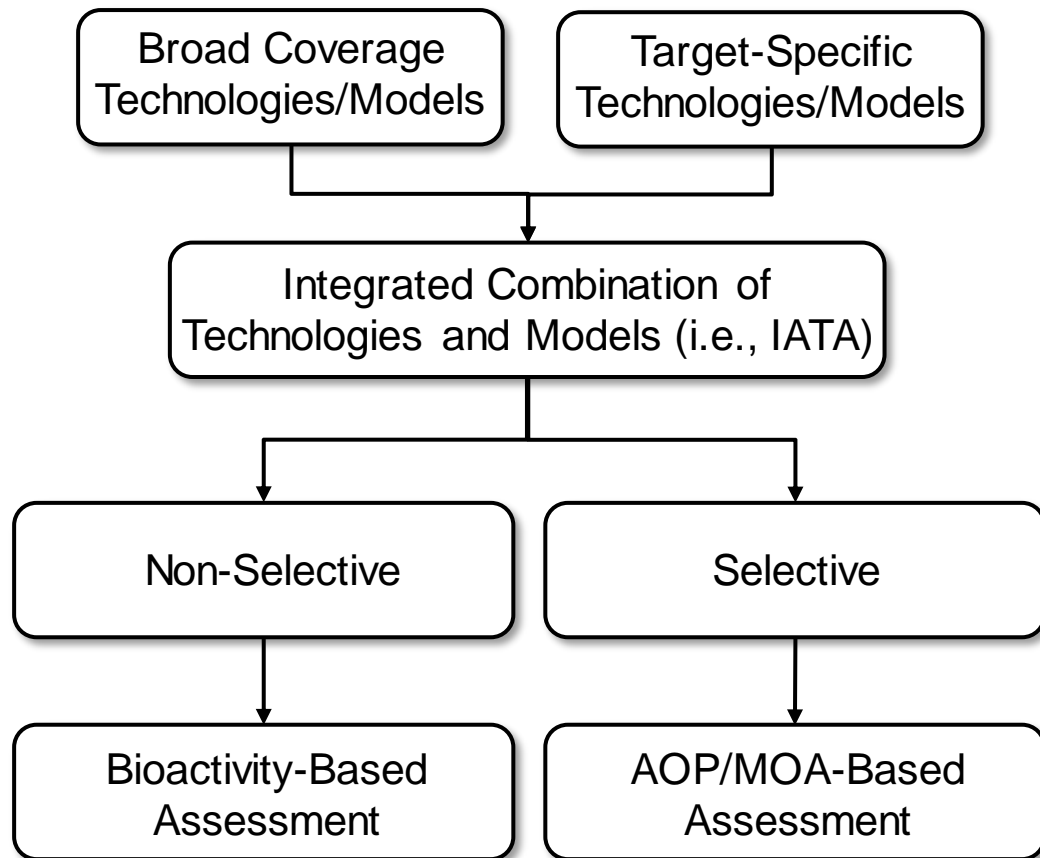 Broad Coverage
Technologies/Models
Target-Specific
Technologies/Models
Integrated Combination of
Technologies and Models (i.e., IATA)
Non-Selective
Selective
Bioactivity-Based
Assessment
AOP/MOA-Based
Assessment